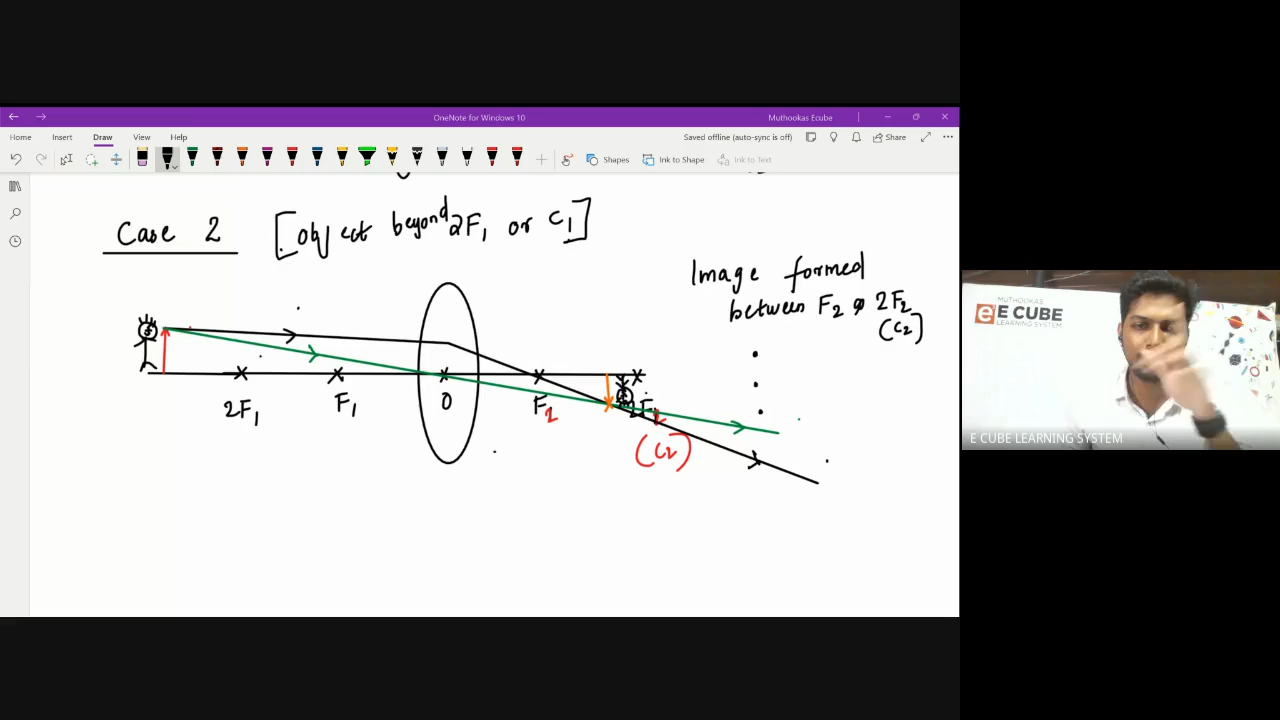 OneNote for Windows 10
Muthookas Ecube
Home Insert Draw View Help
Saved offline (auto-sync is off)
Share
Shapes
Ink to Shape
Ink to Text
Case 2 [object beyond 2F1 or C1]
Image formed
between F2 & 2F2
(C2)
2F1
F1
O
F2
2F2
(C2)
MUTHOOKAS
e E CUBE
LEARNING SYSTEM
E CUBE LEARNING SYSTEM